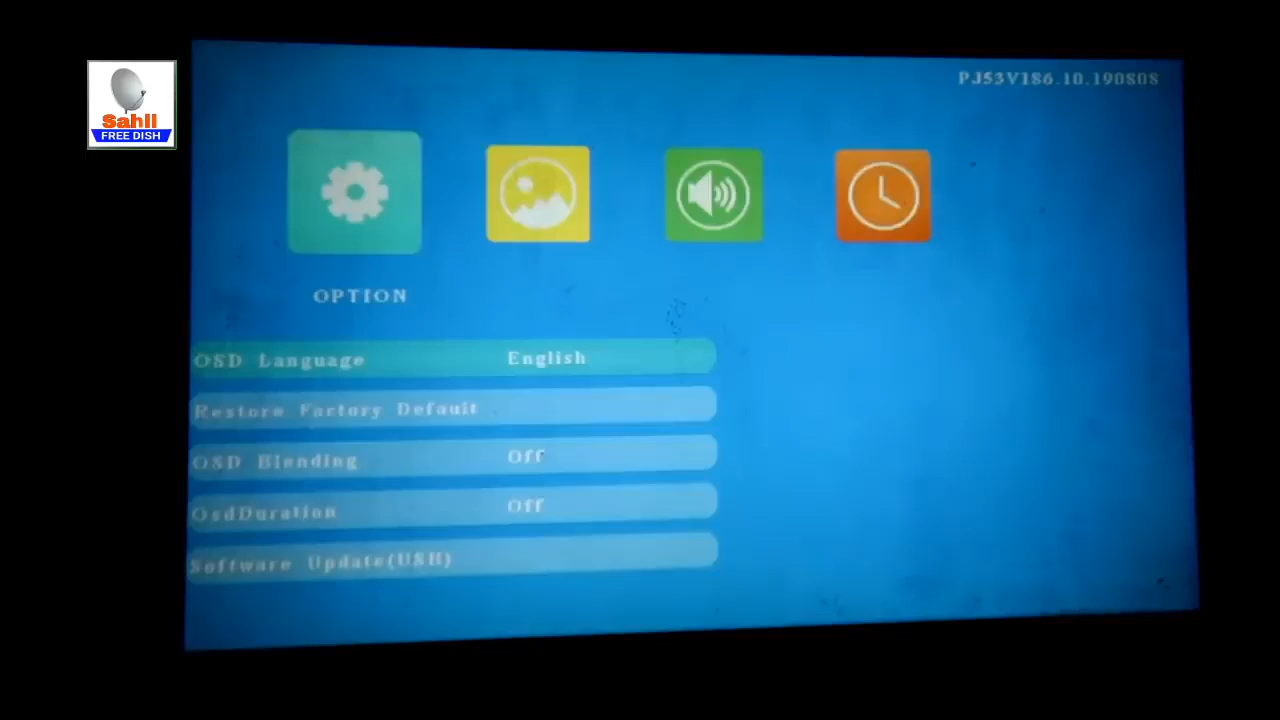 Sahil
FREE DISH
PJ53V186.10.190808
OPTION
OSD Language English
Restore Factory Default
OSD Blending Off
OsdDuration Off
Software Update(USB)